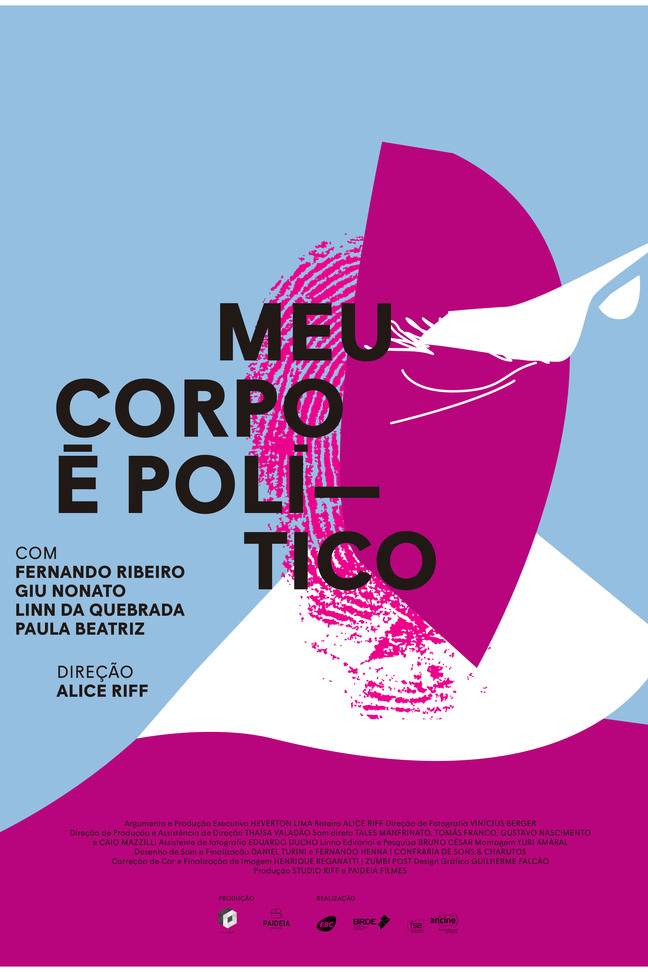 MEU
CORPO
Ē POLĪ—
TICO
COM
FERNANDO RIBEIRO
GIU NONATO
LINN DA QUEBRADA
PAULA BEATRIZ
DIREÇÃO
ALICE RIFF
Argumento e Produção Executiva HEVERTON LIMA Roteiro ALICE RIFF Direção de Fotografia VINICIUS BERGER
Direção de Produção e Assistência de Direção THAÍSA VALADÃO Som direto TALES MANFRINATO, TOMÁS FRANCO, GUSTAVO NASCIMENTO
e CAIO MAZZILLI Assistente de fotografia EDUARDO DUCHO Linha Editorial e Pesquisa BRUNO CÉSAR Montagem YURI AMARAL
Desenho de Som e Finalização DANIEL TURINI e FERNANDO HENNA | CONFRARIA DE SONS & CHARUTOS
Correção de Cor e Finalização de Imagem HENRIQUE REGANATTI | ZUMBI POST Design Gráfico GUILHERME FALCÃO
Produção STUDIO RIFF e PAIDEIA FILMES
PRODUÇÃO
REALIZAÇÃO
PAIDEIA
EBC
BRDE
fsa
ancine